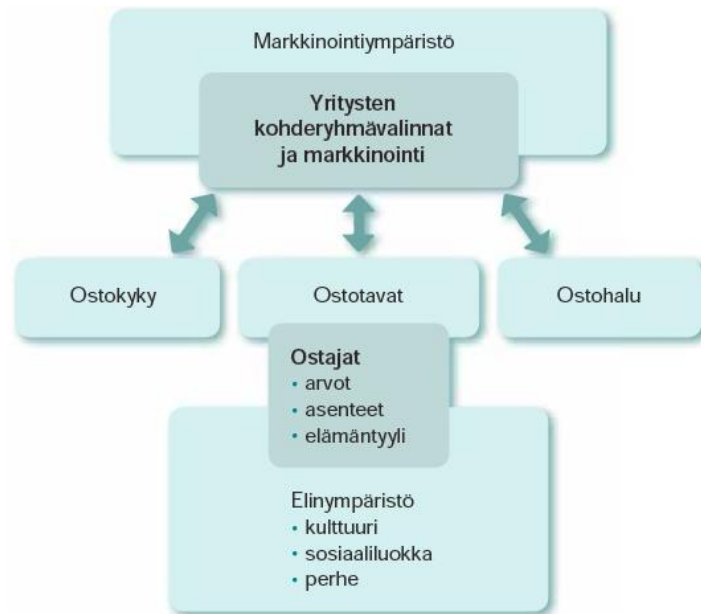 Markkinointiympäristö
Yritysten
kohderyhmävalinnat
ja markkinointi
Ostokyky
Ostotavat
Ostohalu
Ostajat
• arvot
• asenteet
• elämäntyyli
Elinympäristö
• kulttuuri
• sosiaaliluokka
• perhe